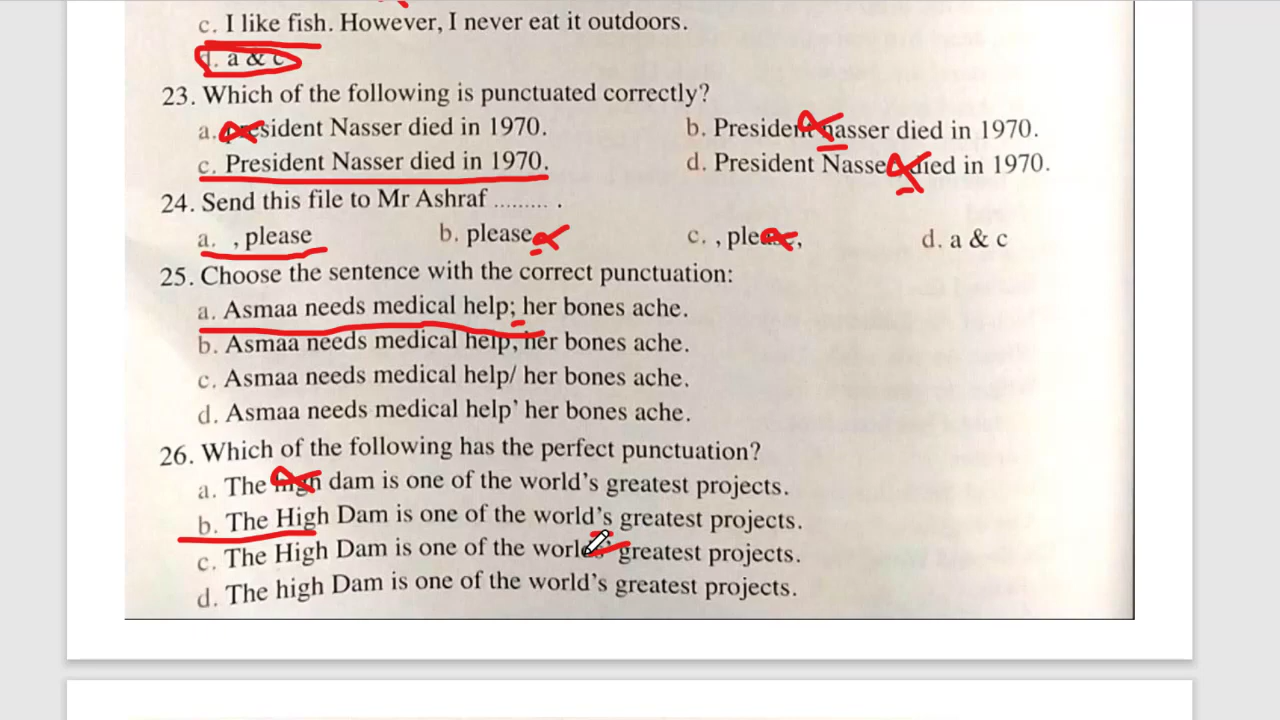 c. I like fish. However, I never eat it outdoors.
d. a & c
23. Which of the following is punctuated correctly?
a. president Nasser died in 1970. b. President nasser died in 1970.
c. President Nasser died in 1970. d. President Nasser, died in 1970.
24. Send this file to Mr Ashraf ......... .
a. , please b. please, c. , please, d. a & c
25. Choose the sentence with the correct punctuation:
a. Asmaa needs medical help; her bones ache.
b. Asmaa needs medical help, her bones ache.
c. Asmaa needs medical help/ her bones ache.
d. Asmaa needs medical help’ her bones ache.
26. Which of the following has the perfect punctuation?
a. The high dam is one of the world’s greatest projects.
b. The High Dam is one of the world’s greatest projects.
c. The High Dam is one of the worlds’ greatest projects.
d. The high Dam is one of the world’s greatest projects.